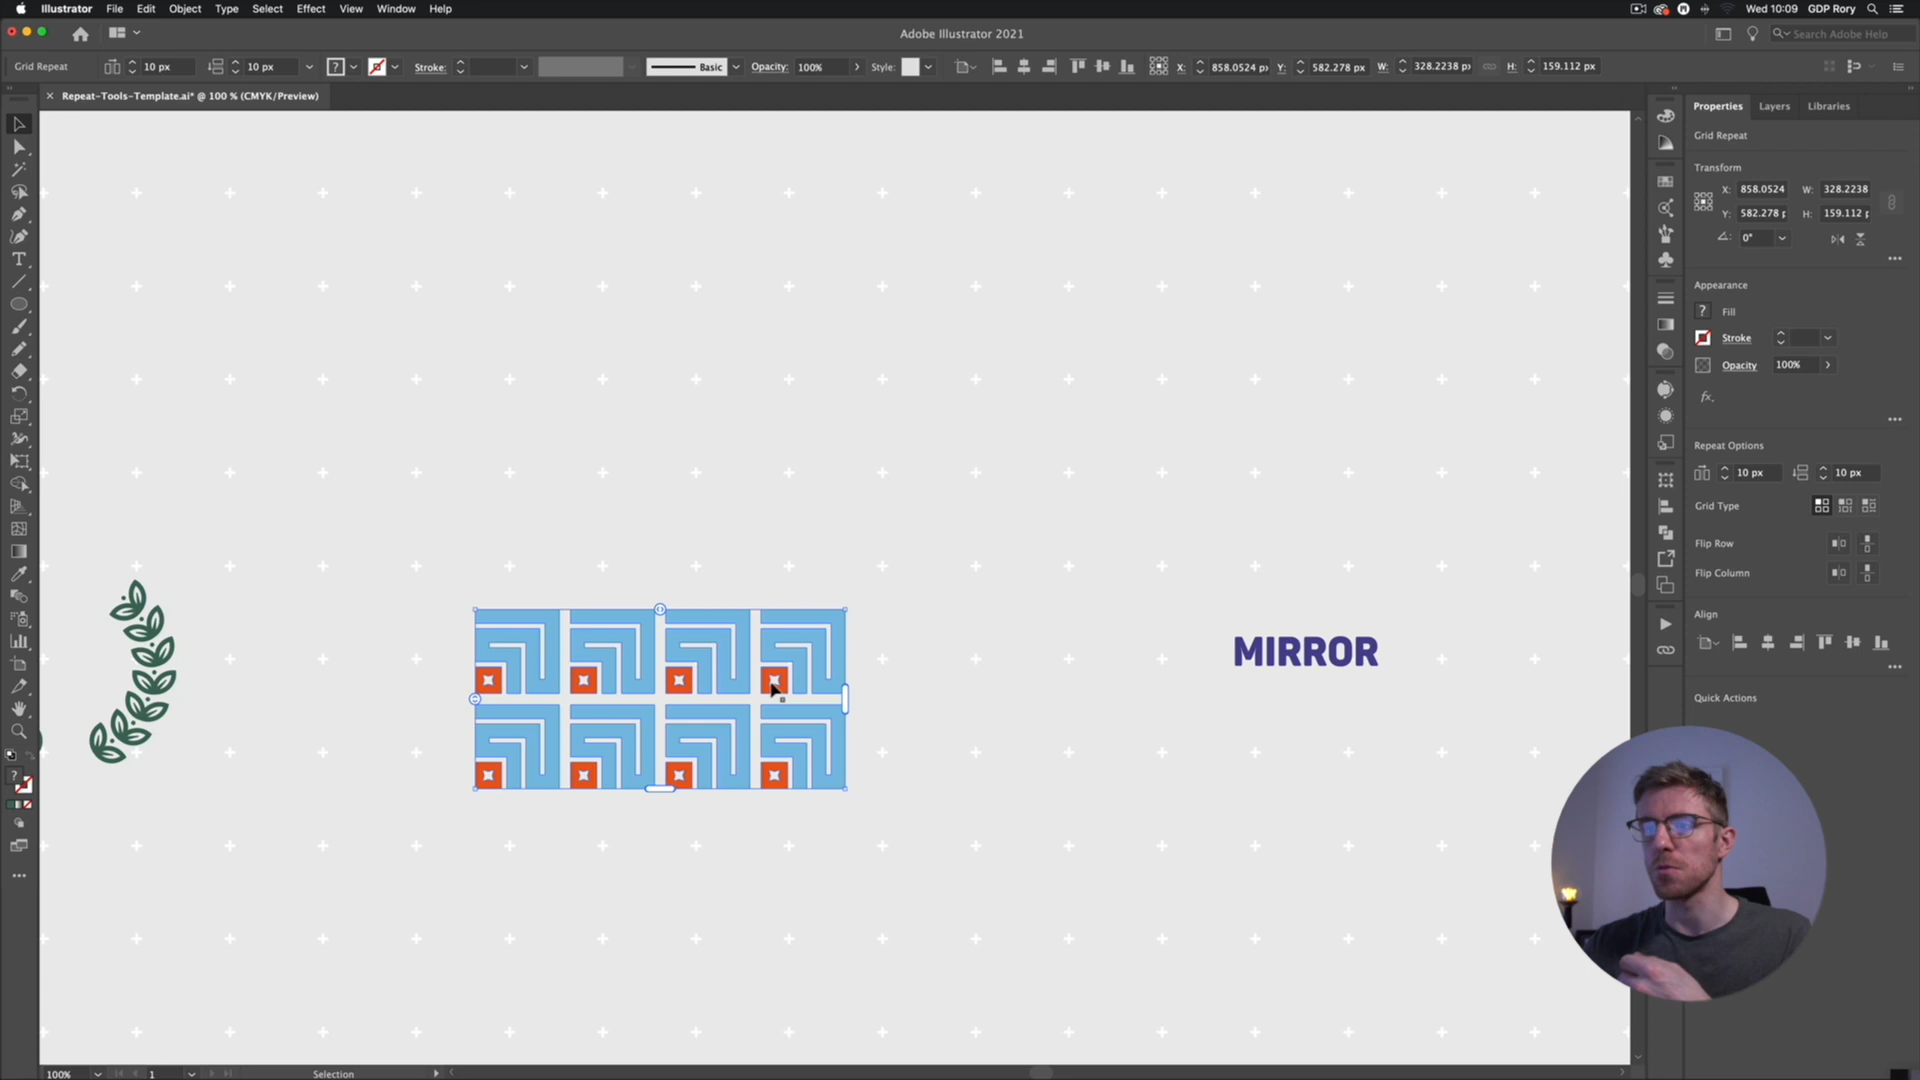 Illustrator File Edit Object Type Select Effect View Window Help
Wed 10:09 GDP Rory
Adobe Illustrator 2021
Search Adobe Help
Grid Repeat 10 px 10 px ? Stroke: Basic Opacity: 100% Style: X: 858.0524 px Y: 582.278 px W: 328.2238 px H: 159.112 px
Repeat-Tools-Template.ai* @ 100 % (CMYK/Preview)
Properties Layers Libraries
Grid Repeat
Transform
X: 858.0524 W: 328.2238
Y: 582.278 p H: 159.112 p
0°
Appearance
? Fill
Stroke
Opacity 100%
fx.
Repeat Options
10 px 10 px
Grid Type
Flip Row
Flip Column
Align
Quick Actions
MIRROR
?
100% 1 Selection